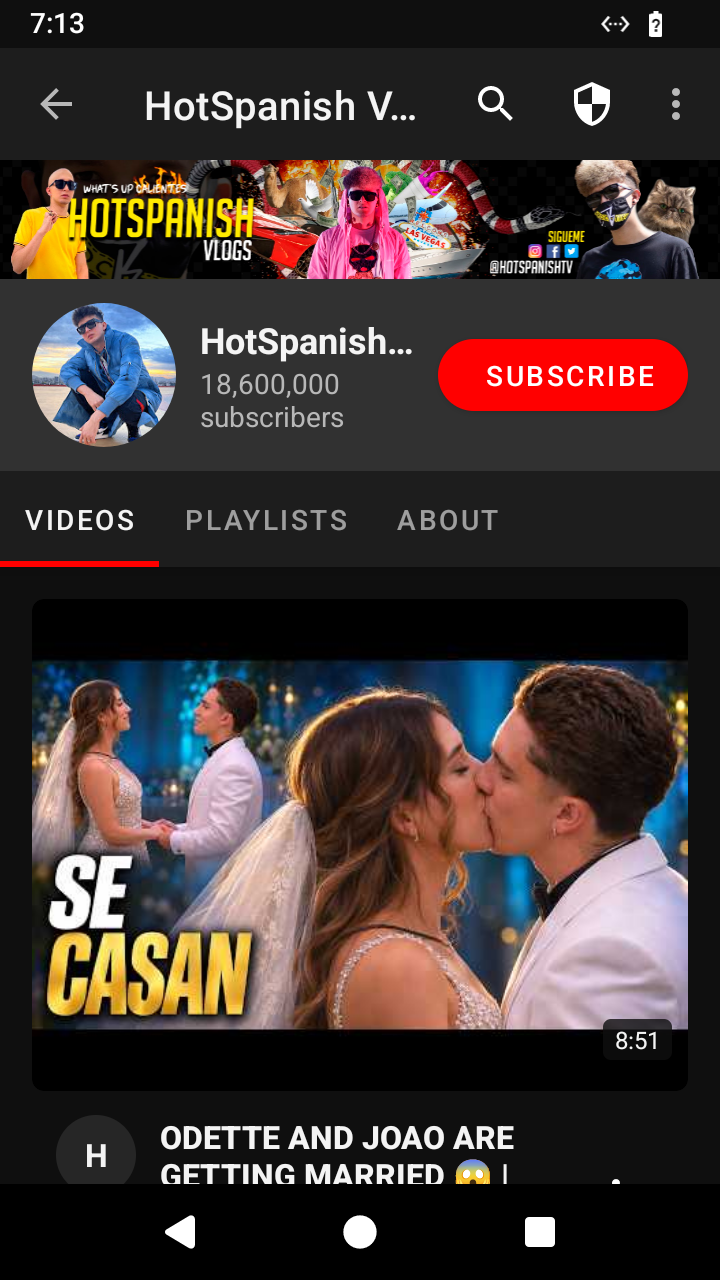 7:13
HotSpanish V...
WHAT'S UP CALIENTES
HOTSPANISH
VLOGS
LAS VEGAS
SIGUEME
@HOTSPANISHTV
HotSpanish...
18,600,000
subscribers
SUBSCRIBE
VIDEOS
PLAYLISTS
ABOUT
SE
CASAN
8:51
H
ODETTE AND JOAO ARE
GETTING MARRIED 😱 |